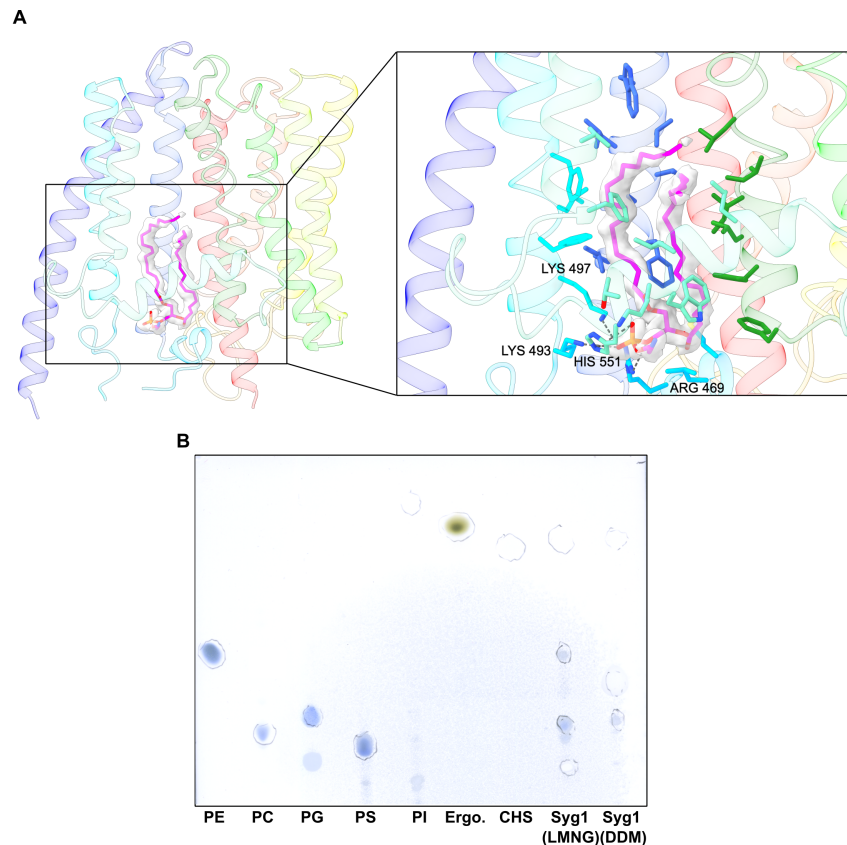 A
LYS 497
LYS 493
HIS 551
ARG 469
B
PE PC PG PS PI Ergo. CHS Syg1 Syg1
(LMNG) (DDM)